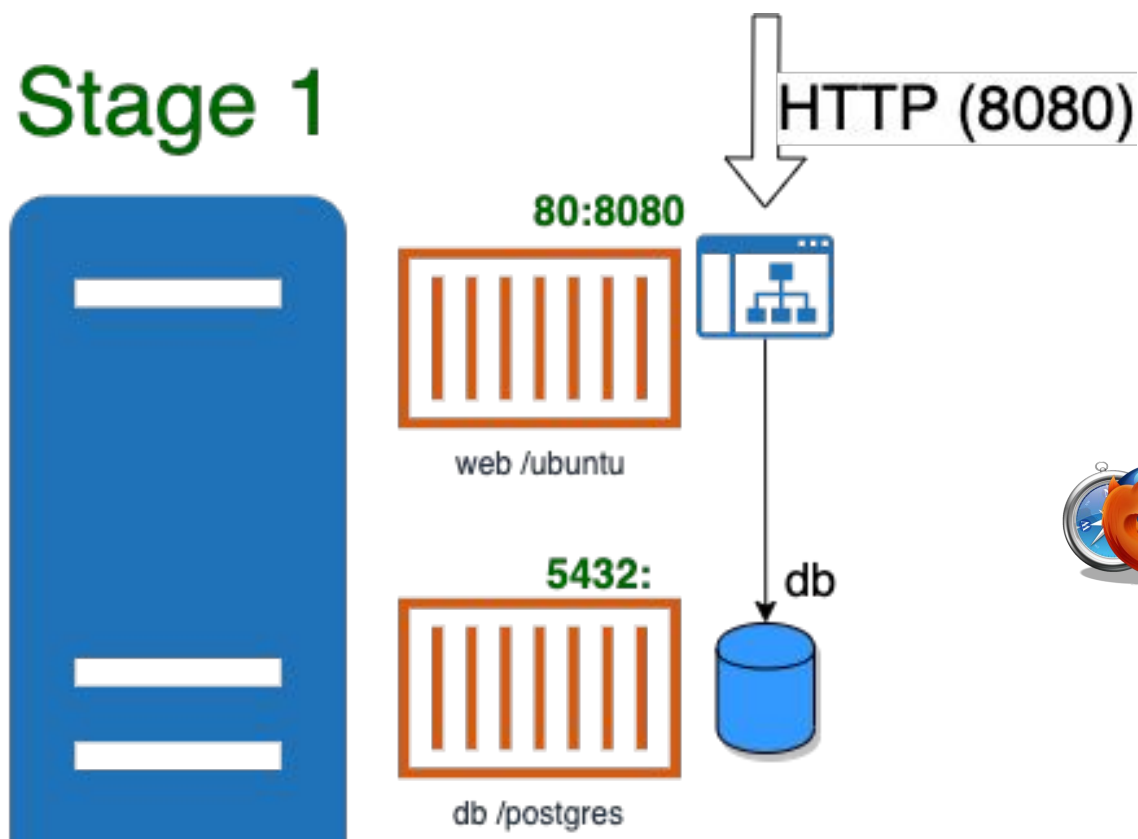 Stage 1
HTTP (8080)
80:8080
web /ubuntu
5432:
db
db /postgres